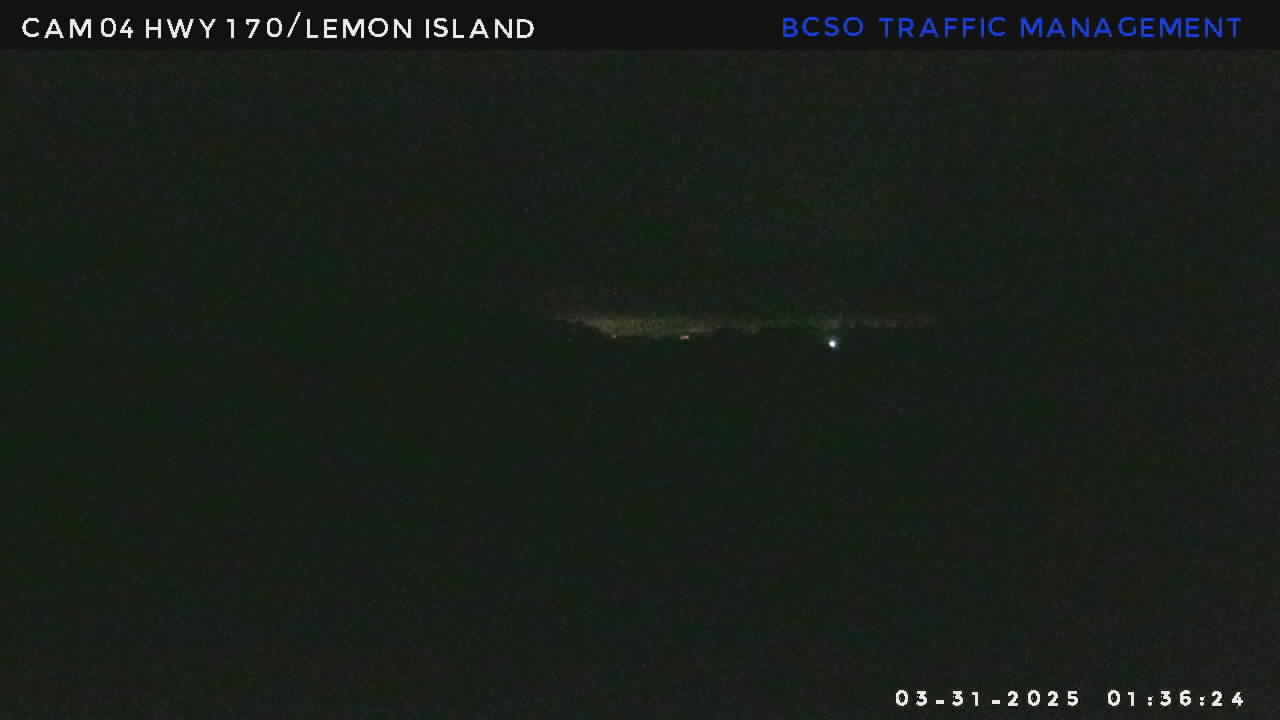 CAM 04 HWY 170/LEMON ISLAND
BCSO TRAFFIC MANAGEMENT
03-31-2025 01:36:24